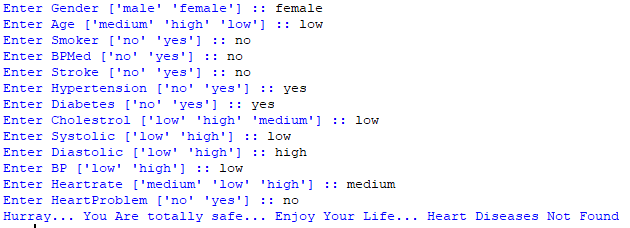 Enter Gender ['male' 'female'] :: female
Enter Age ['medium' 'high' 'low'] :: low
Enter Smoker ['no' 'yes'] :: no
Enter BPMed ['no' 'yes'] :: no
Enter Stroke ['no' 'yes'] :: no
Enter Hypertension ['no' 'yes'] :: yes
Enter Diabetes ['no' 'yes'] :: yes
Enter Cholestrol ['low' 'high' 'medium'] :: low
Enter Systolic ['low' 'high'] :: low
Enter Diastolic ['low' 'high'] :: high
Enter BP ['low' 'high'] :: low
Enter Heartrate ['medium' 'low' 'high'] :: medium
Enter HeartProblem ['no' 'yes'] :: no
Hurray... You Are totally safe... Enjoy Your Life... Heart Diseases Not Found